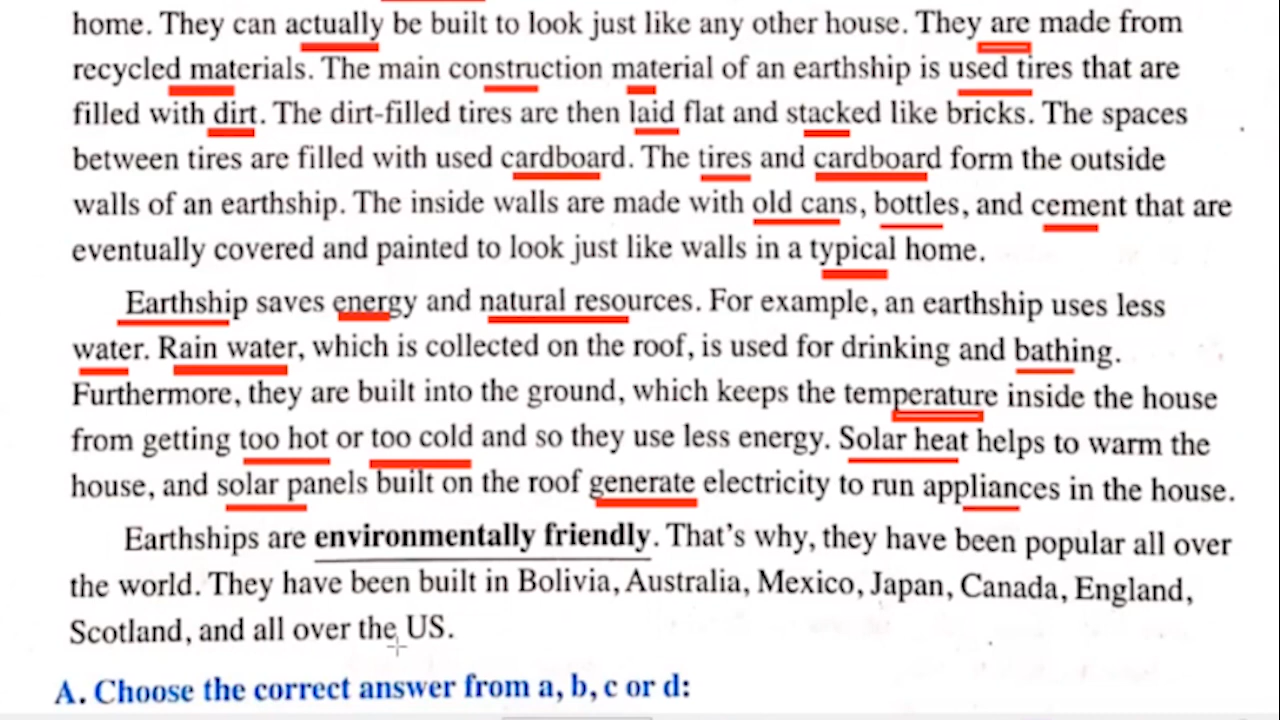 home. They can actually be built to look just like any other house. They are made from
recycled materials. The main construction material of an earthship is used tires that are
filled with dirt. The dirt-filled tires are then laid flat and stacked like bricks. The spaces
between tires are filled with used cardboard. The tires and cardboard form the outside
walls of an earthship. The inside walls are made with old cans, bottles, and cement that are
eventually covered and painted to look just like walls in a typical home.
Earthship saves energy and natural resources. For example, an earthship uses less
water. Rain water, which is collected on the roof, is used for drinking and bathing.
Furthermore, they are built into the ground, which keeps the temperature inside the house
from getting too hot or too cold and so they use less energy. Solar heat helps to warm the
house, and solar panels built on the roof generate electricity to run appliances in the house.
Earthships are environmentally friendly. That's why, they have been popular all over
the world. They have been built in Bolivia, Australia, Mexico, Japan, Canada, England,
Scotland, and all over the US.
A. Choose the correct answer from a, b, c or d: